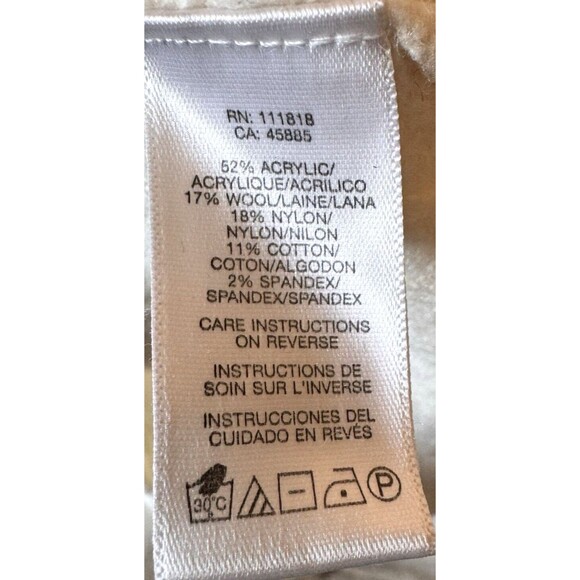 RN: 111818
CA: 45885
52% ACRYLIC/
ACRYLIQUE/ACRILICO
17% WOOL/LAINE/LANA
18% NYLON/
NYLON/NILON
11% COTTON/
COTON/ALGODON
2% SPANDEX/
SPANDEX/SPANDEX
CARE INSTRUCTIONS
ON REVERSE
INSTRUCTIONS DE
SOIN SUR L'INVERSE
INSTRUCCIONES DEL
CUIDADO EN REVÉS
30°C P